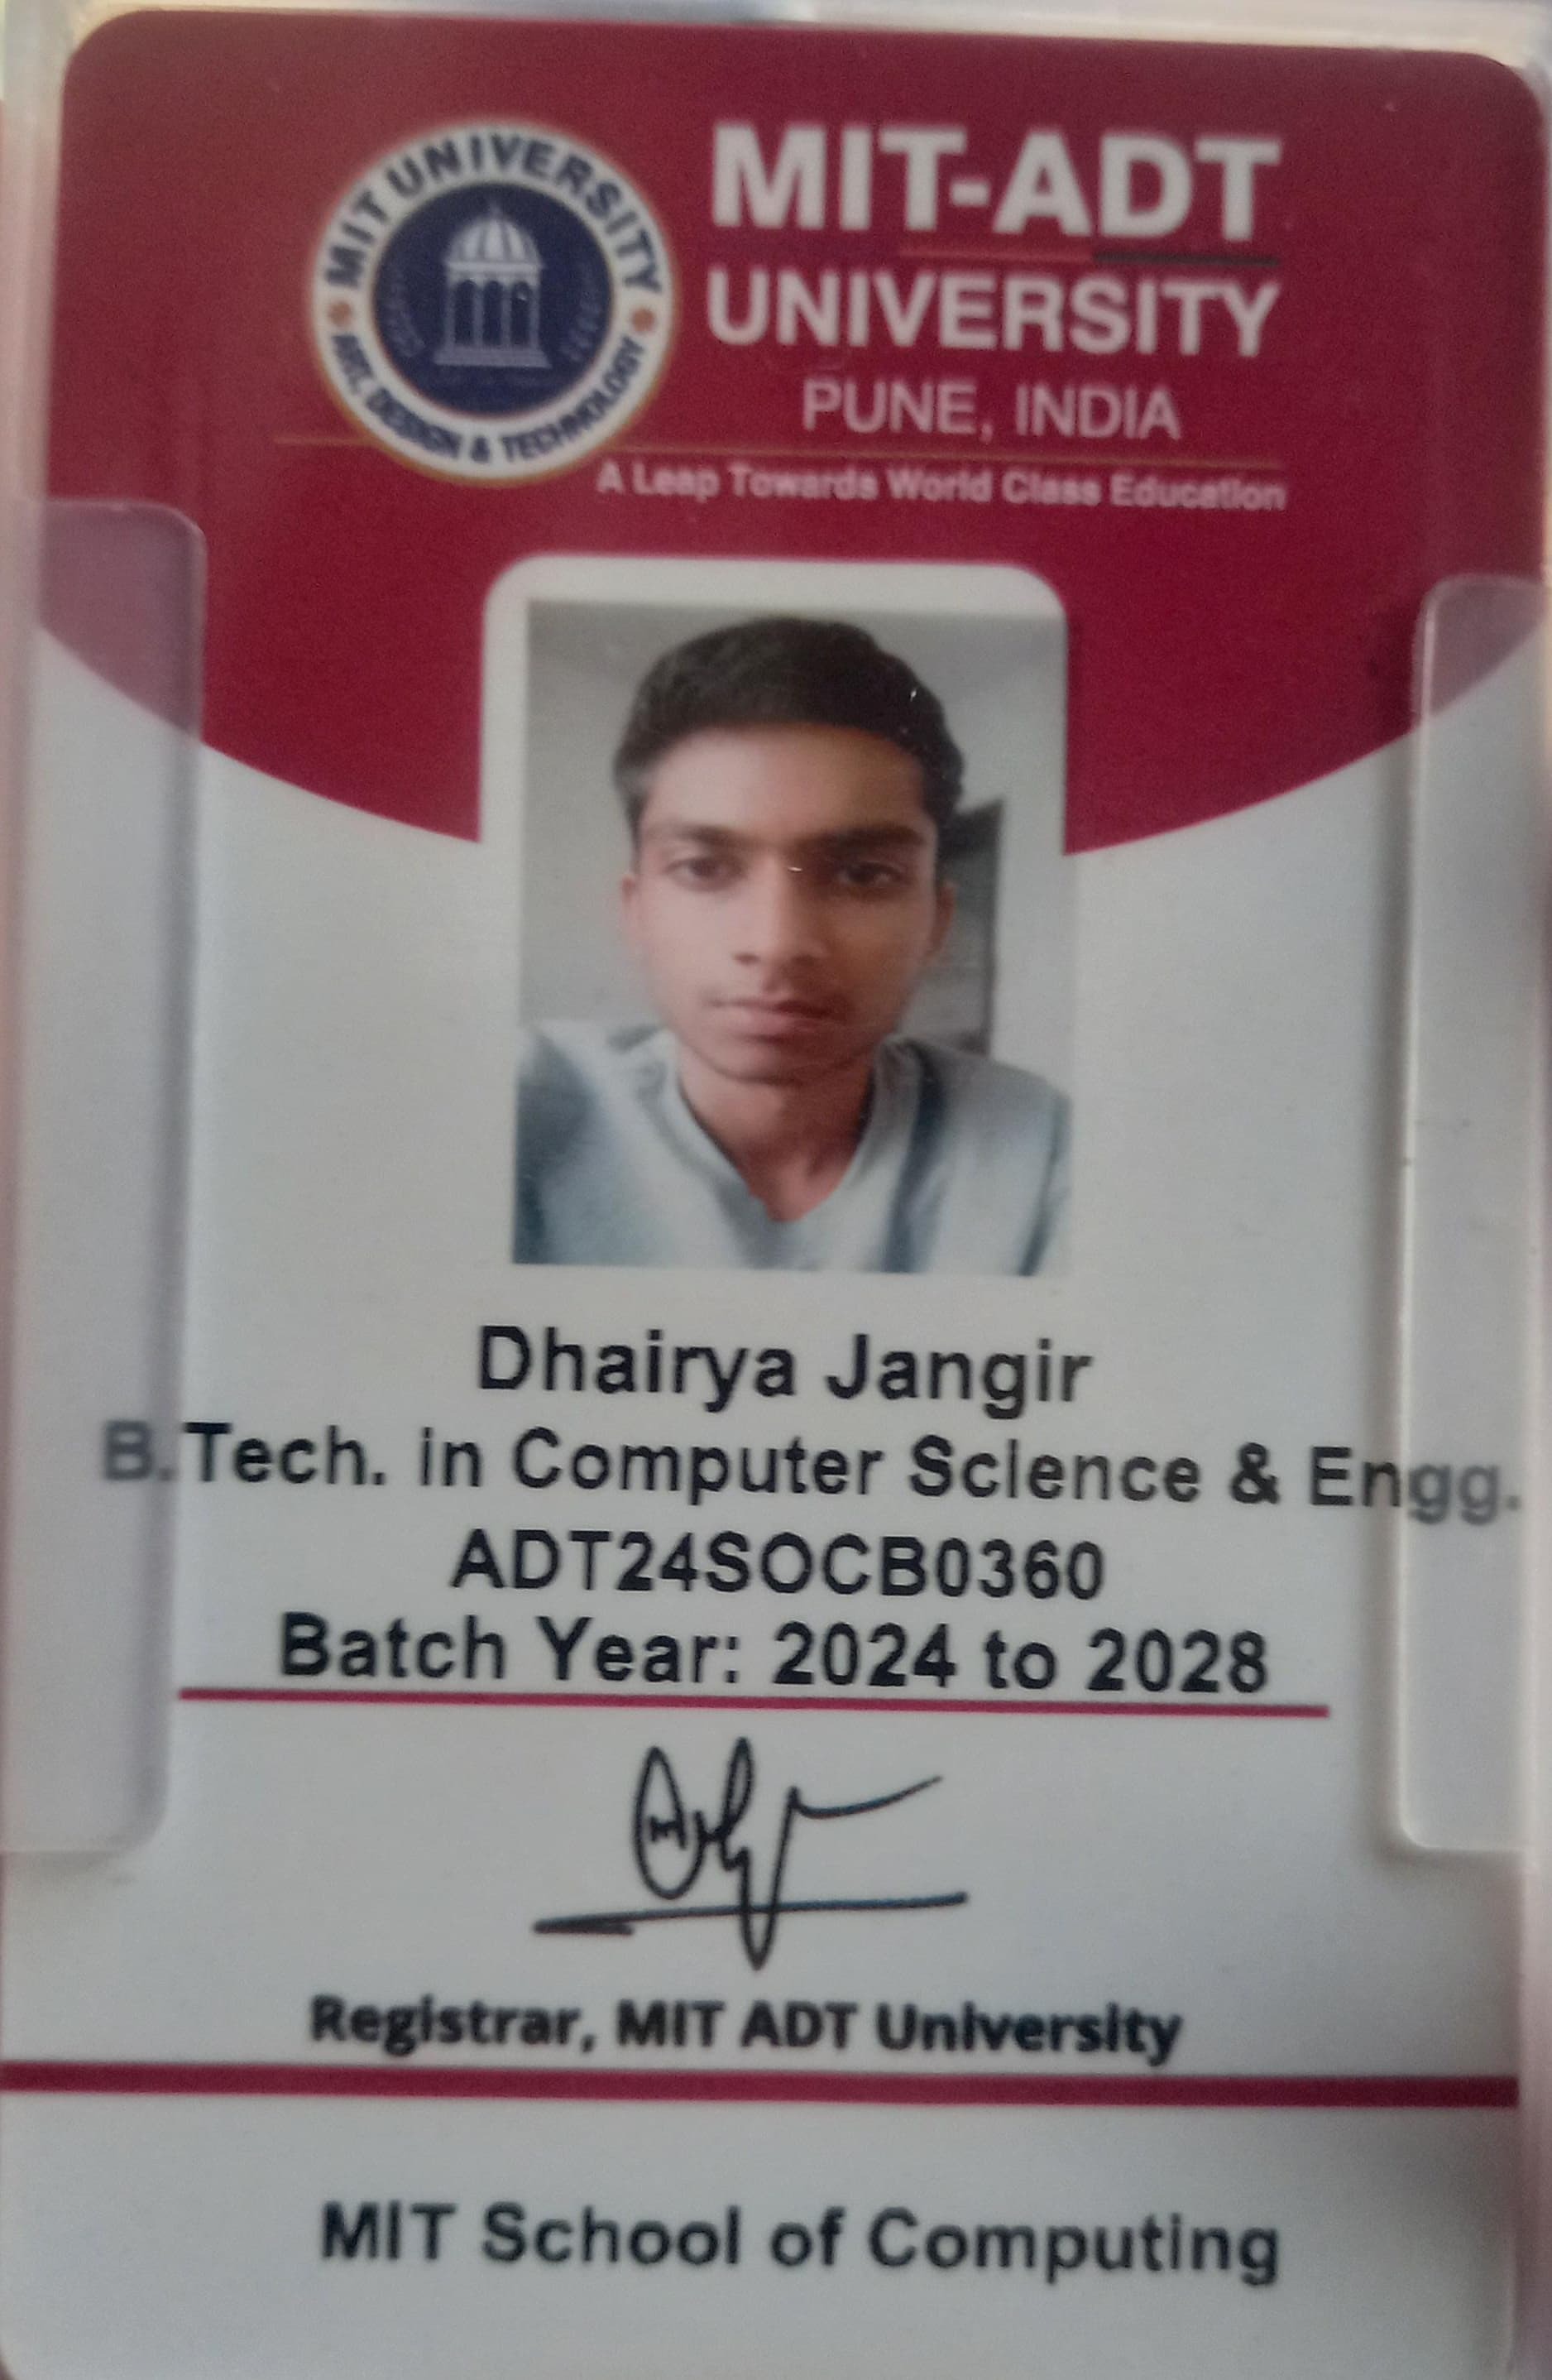 MIT UNIVERSITY
ART, DESIGN & TECHNOLOGY
MIT-ADT
UNIVERSITY
PUNE, INDIA
A Leap Towards World Class Education
Dhairya Jangir
B.Tech. in Computer Science & Engg.
ADT24SOCB0360
Batch Year: 2024 to 2028
Registrar, MIT ADT University
MIT School of Computing